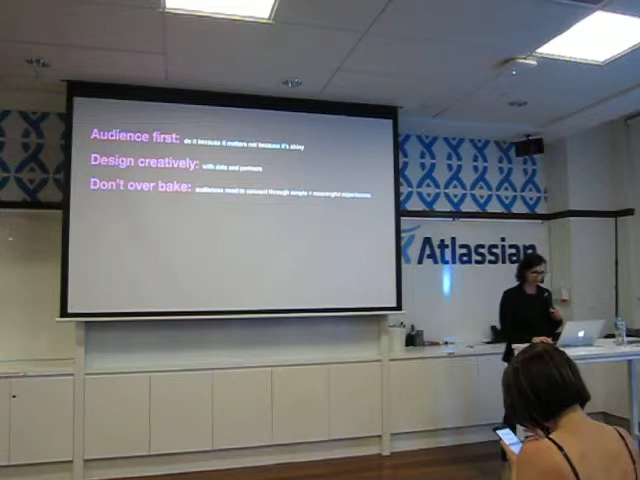 Audience first: do it because it matters not because it's shiny
Design creatively: with data and partners
Don't over bake: audiences need to connect through simple + meaningful experiences
Atlassian